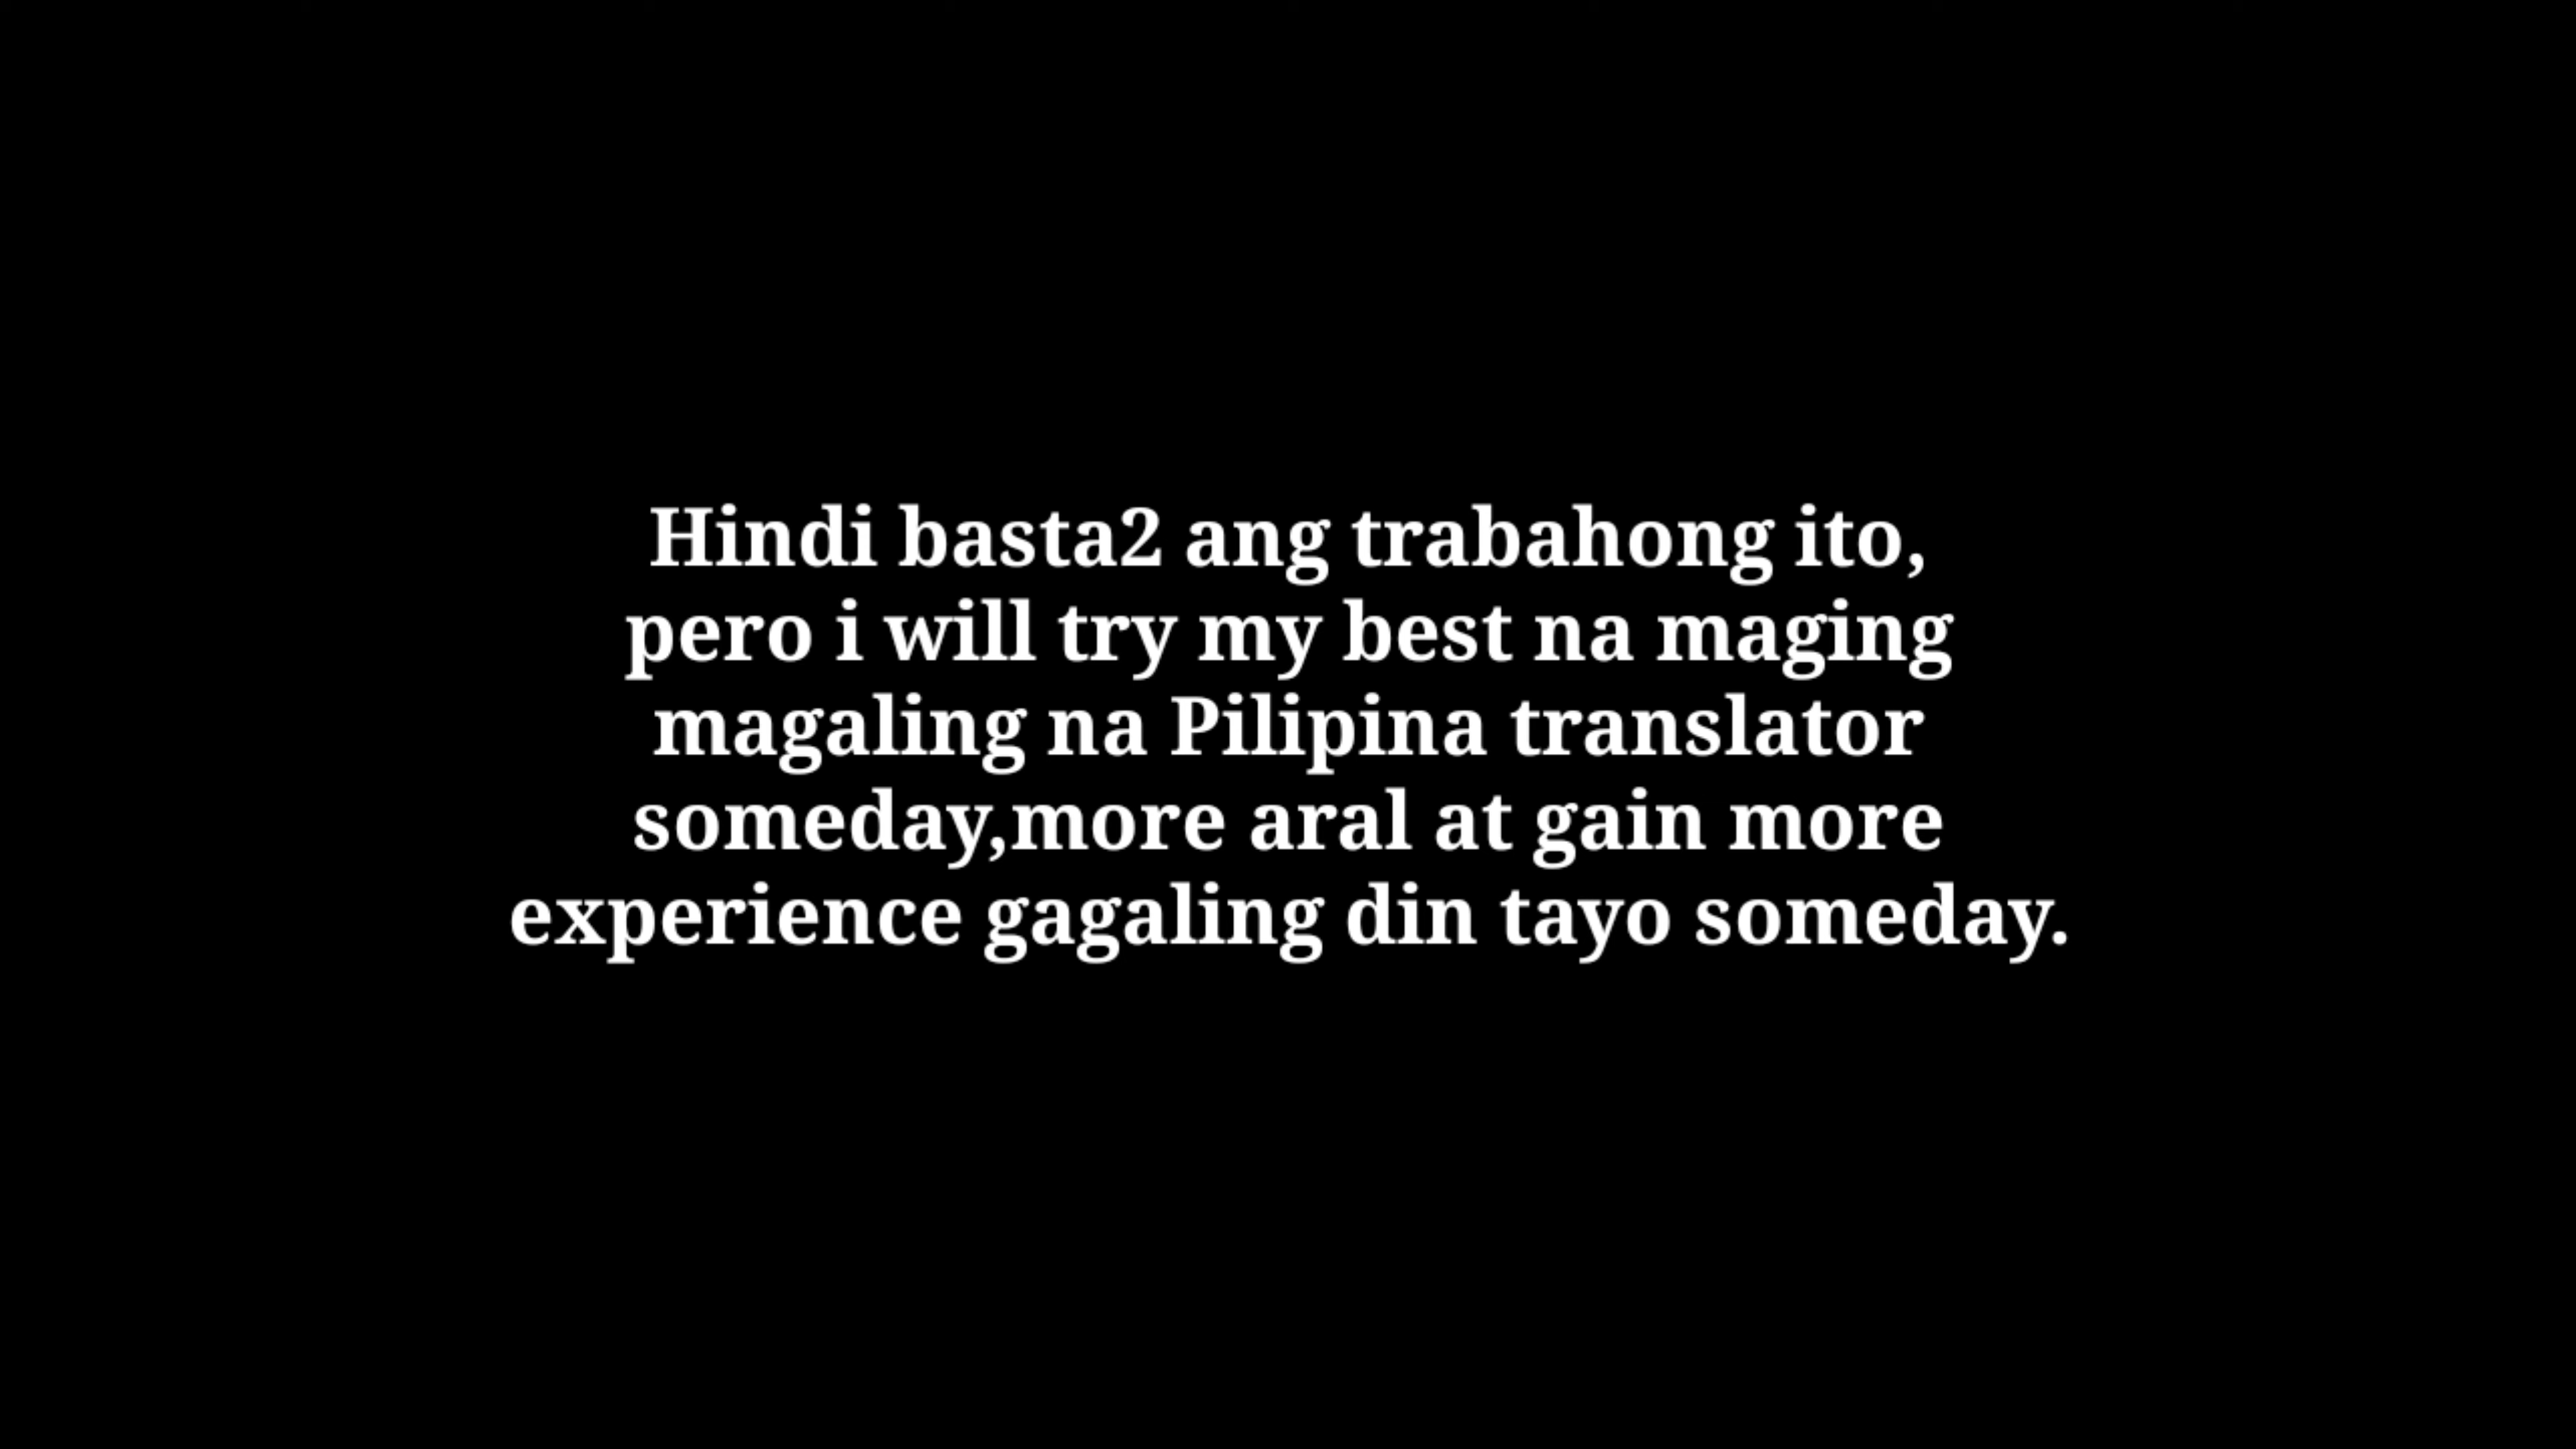 Hindi basta2 ang trabahong ito,
pero i will try my best na maging
magaling na Pilipina translator
someday,more aral at gain more
experience gagaling din tayo someday.